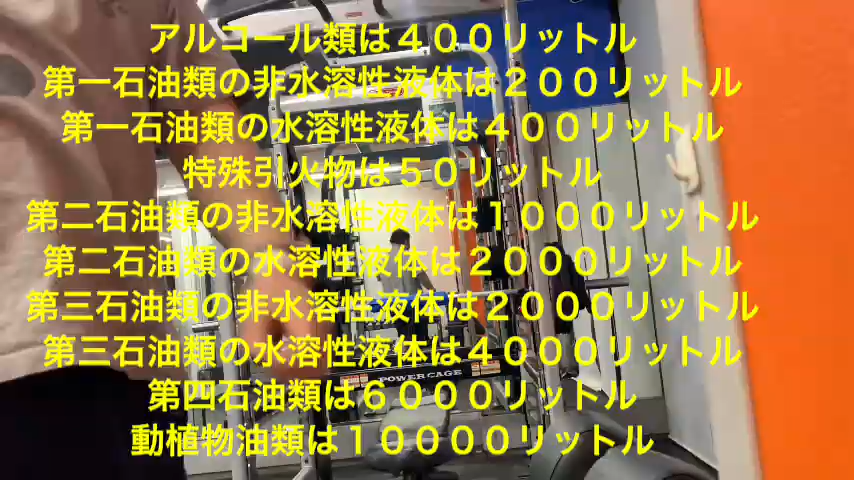 アルコール類は４００リットル
第一石油類の非水溶性液体は２００リットル
第一石油類の水溶性液体は４００リットル
特殊引火物は５０リットル
第二石油類の非水溶性液体は１０００リットル
第二石油類の水溶性液体は２０００リットル
第三石油類の非水溶性液体は２０００リットル
第三石油類の水溶性液体は４０００リットル
POWER CAGE
第四石油類は６０００リットル
動植物油類は１００００リットル